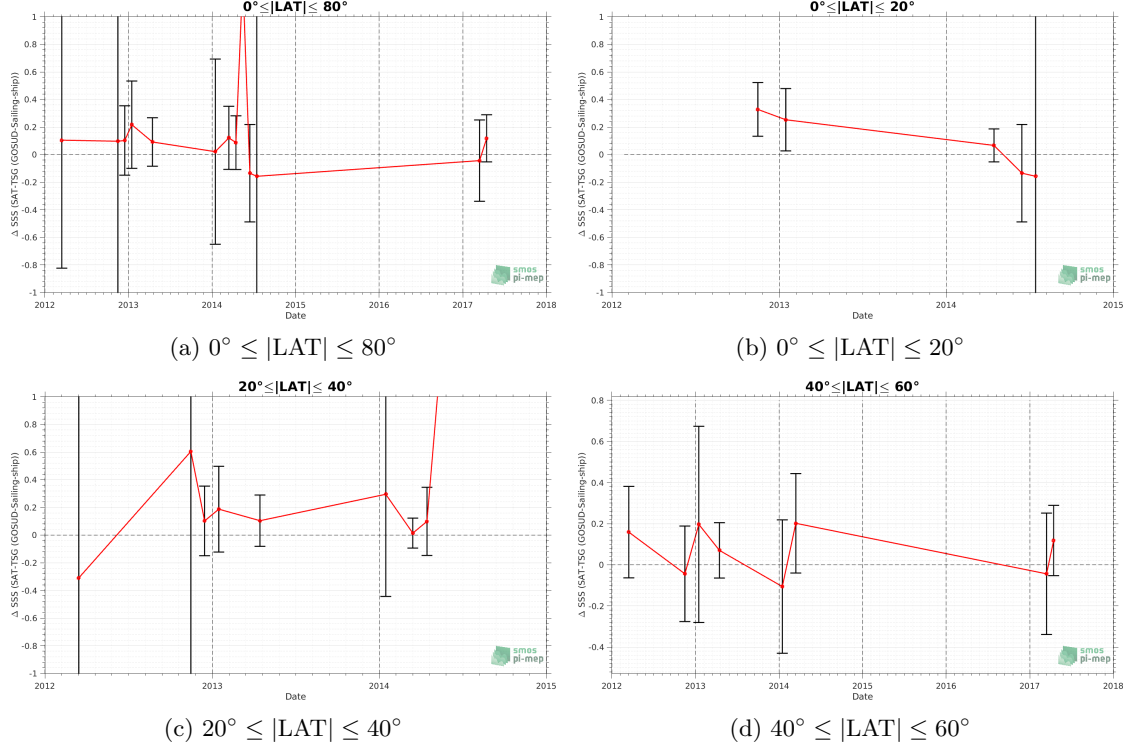 0°≤|LAT|≤ 80°
Δ SSS (SAT-TSG (GOSUD-Sailing-ship))
1
0.8
0.6
0.4
0.2
0
-0.2
-0.4
-0.6
-0.8
-1
2012 2013 2014 2015 2016 2017 2018
Date
smos
pi-mep
(a) 0° ≤ |LAT| ≤ 80°
0°≤|LAT|≤ 20°
Δ SSS (SAT-TSG (GOSUD-Sailing-ship))
1
0.8
0.6
0.4
0.2
0
-0.2
-0.4
-0.6
-0.8
-1
2012 2013 2014 2015
Date
smos
pi-mep
(b) 0° ≤ |LAT| ≤ 20°
20°≤|LAT|≤ 40°
Δ SSS (SAT-TSG (GOSUD-Sailing-ship))
1
0.8
0.6
0.4
0.2
0
-0.2
-0.4
-0.6
-0.8
-1
2012 2013 2014 2015
Date
smos
pi-mep
(c) 20° ≤ |LAT| ≤ 40°
40°≤|LAT|≤ 60°
Δ SSS (SAT-TSG (GOSUD-Sailing-ship))
0.8
0.6
0.4
0.2
0
-0.2
-0.4
2012 2013 2014 2015 2016 2017 2018
Date
smos
pi-mep
(d) 40° ≤ |LAT| ≤ 60°